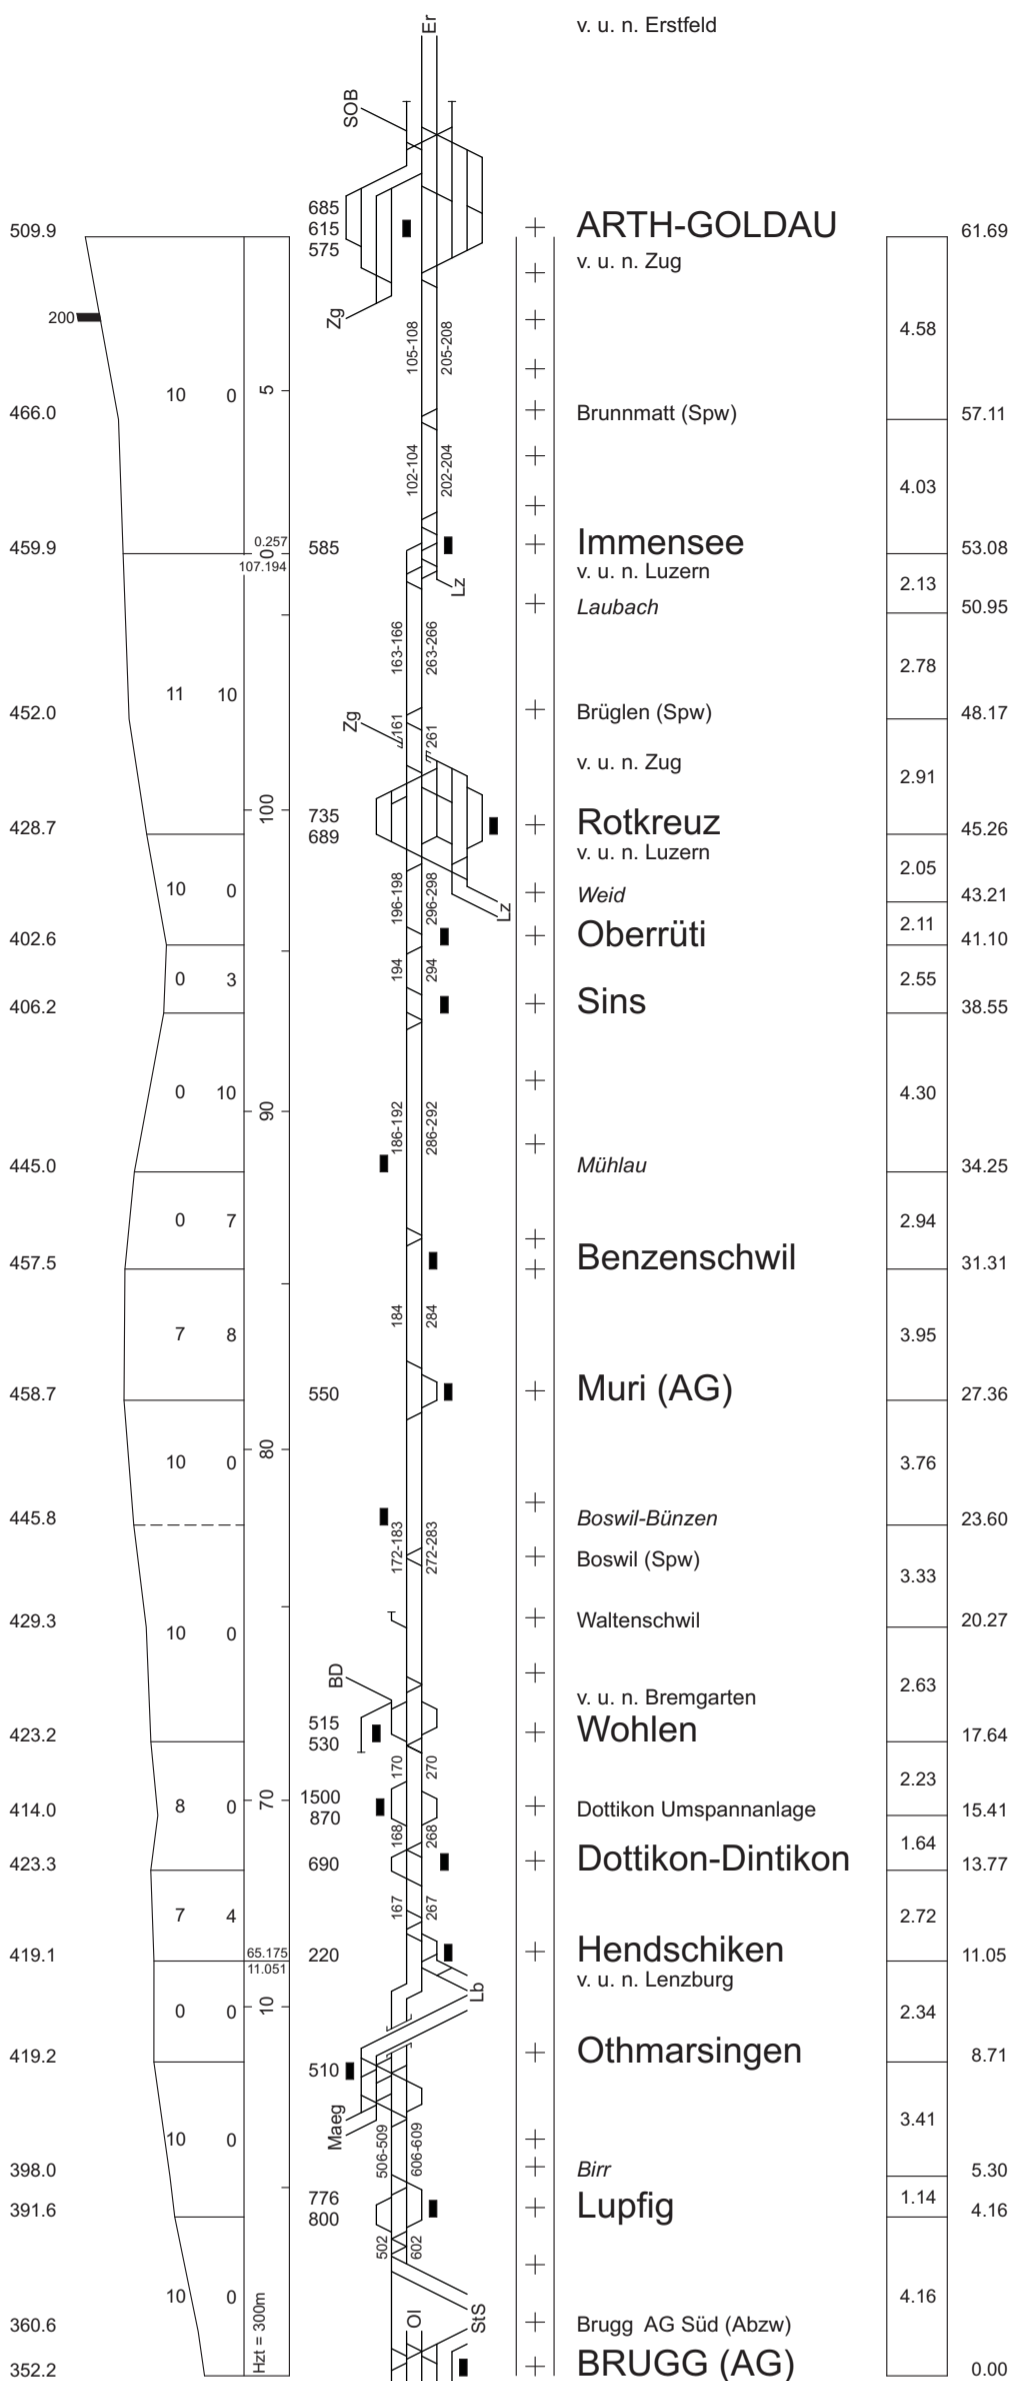 Er
v. u. n. Erstfeld
SOB
685
509.9 615 ARTH-GOLDAU 61.69
575
v. u. n. Zug
Zg
200
105-108 205-208
4.58
10 0 5
466.0 Brunnmatt (Spw) 57.11
102-104 202-204
4.03
0.257
459.9 0 585 Immensee 53.08
107.194
v. u. n. Luzern
2.13
Lz
Laubach 50.95
163-166 263-266
2.78
11 10
452.0 Brüglen (Spw) 48.17
Zg
161 261
v. u. n. Zug
2.91
100
735
428.7 Rotkreuz 45.26
689
v. u. n. Luzern
2.05
10 0
196-198 296-298
Weid 43.21
Lz
2.11
402.6 Oberrüti 41.10
194 294
0 3 2.55
406.2 Sins 38.55
0 10 4.30
90
186-192 286-292
445.0 Mühlau 34.25
0 7 2.94
457.5 Benzenschwil 31.31
184 284
7 8 3.95
458.7 550 Muri (AG) 27.36
80
10 0 3.76
445.8 Boswil-Bünzen 23.60
172-183 272-283
Boswil (Spw)
3.33
429.3 Waltenschwil 20.27
10 0
BD
2.63
v. u. n. Bremgarten
515
423.2 Wohlen 17.64
530
170 270
2.23
70
1500
414.0 8 0 Dottikon Umspannanlage 15.41
870
168 268
1.64
423.3 690 Dottikon-Dintikon 13.77
167 267
7 4 2.72
65.175
419.1 220 Hendschiken 11.05
11.051
v. u. n. Lenzburg
Lb
0 0 10 2.34
419.2 Othmarsingen 8.71
510
Maeg
3.41
10 0
506-509 606-609
398.0 Birr 5.30
776
1.14
391.6 Lupfig 4.16
800
502 602
10 0 4.16
Hzt = 300m
Ol
StS
360.6 Brugg AG Süd (Abzw)
352.2 BRUGG (AG) 0.00